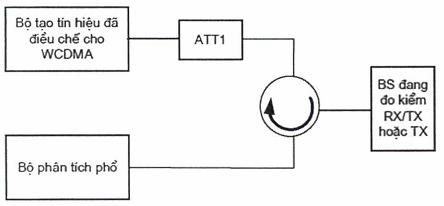 Bộ tạo tín hiệu đã
điều chế cho
WCDMA
ATT1
BS đang
đo kiểm
RX/TX
hoặc TX
Bộ phân tích phổ